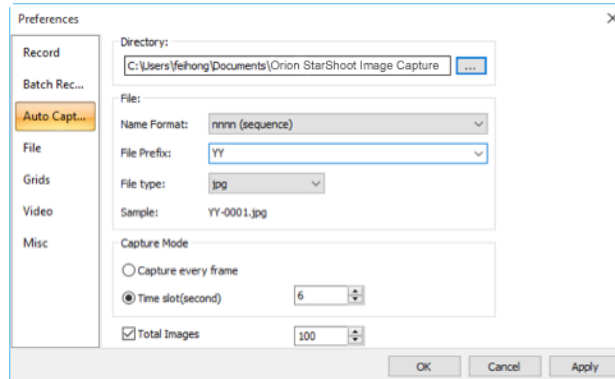 Preferences
Record
Batch Rec...
Auto Capt...
File
Grids
Video
Misc
Directory:
C:\Users\feihong\Documents\Orion StarShoot Image Capture ...
File:
Name Format: nnnn (sequence)
File Prefix: YY
File type: jpg
Sample: YY-0001.jpg
Capture Mode
Capture every frame
Time slot(second) 6
Total Images 100
OK Cancel Apply